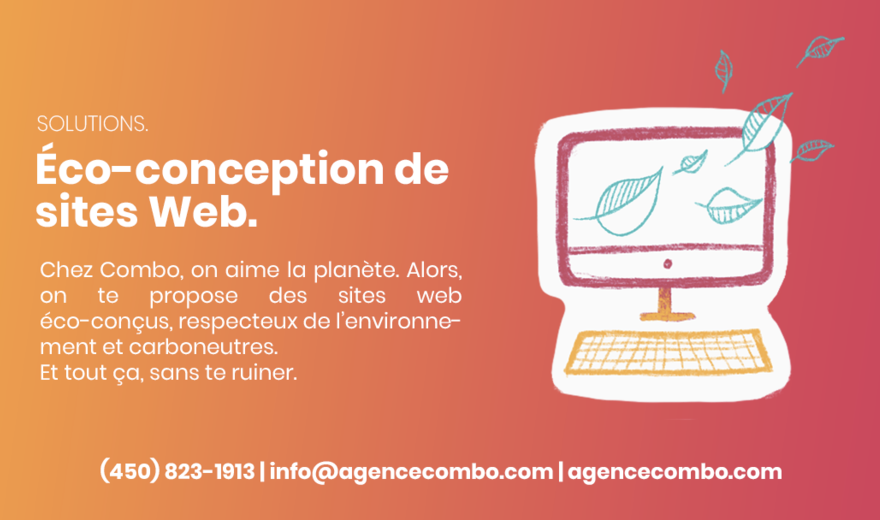 SOLUTIONS.
Éco-conception de
sites Web.
Chez Combo, on aime la planète. Alors,
on te propose des sites web
éco-conçus, respecteux de l'environne-
ment et carboneutres.
Et tout ça, sans te ruiner.
(450) 823-1913 | info@agencecombo.com | agencecombo.com